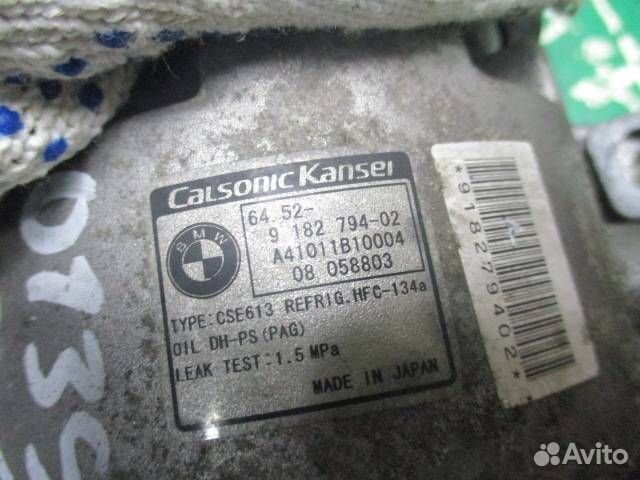 Calsonic Kansei
BMW
64.52-
9 182 794-02
A41011B10004
08 058803
TYPE:CSE613 REFRIG.HFC-134a
OIL DH-PS(PAG)
LEAK TEST:1.5 MPa
MADE IN JAPAN
*918279402*
Avito